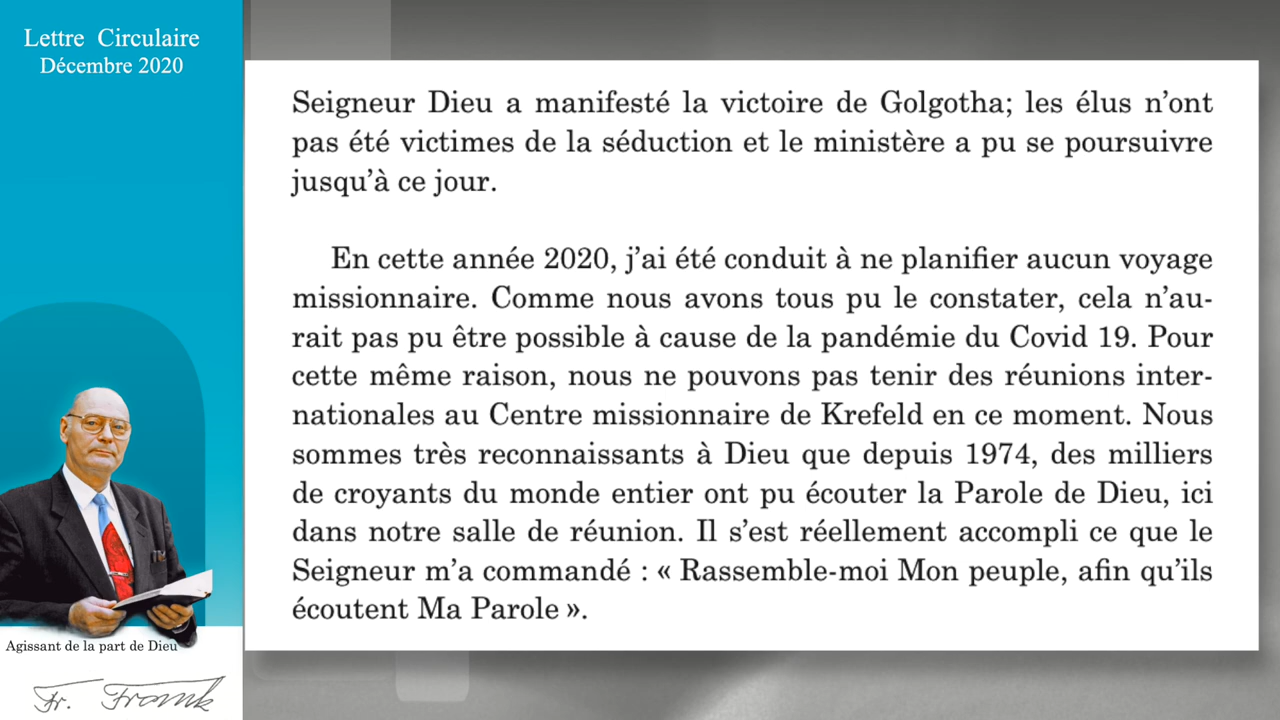 Lettre Circulaire
Décembre 2020
Seigneur Dieu a manifesté la victoire de Golgotha; les élus n’ont
pas été victimes de la séduction et le ministère a pu se poursuivre
jusqu’à ce jour.
En cette année 2020, j’ai été conduit à ne planifier aucun voyage
missionnaire. Comme nous avons tous pu le constater, cela n’au-
rait pas pu être possible à cause de la pandémie du Covid 19. Pour
cette même raison, nous ne pouvons pas tenir des réunions inter-
nationales au Centre missionnaire de Krefeld en ce moment. Nous
sommes très reconnaissants à Dieu que depuis 1974, des milliers
de croyants du monde entier ont pu écouter la Parole de Dieu, ici
dans notre salle de réunion. Il s’est réellement accompli ce que le
Seigneur m’a commandé : « Rassemble-moi Mon peuple, afin qu’ils
écoutent Ma Parole ».
Agissant de la part de Dieu
Fr. Frank